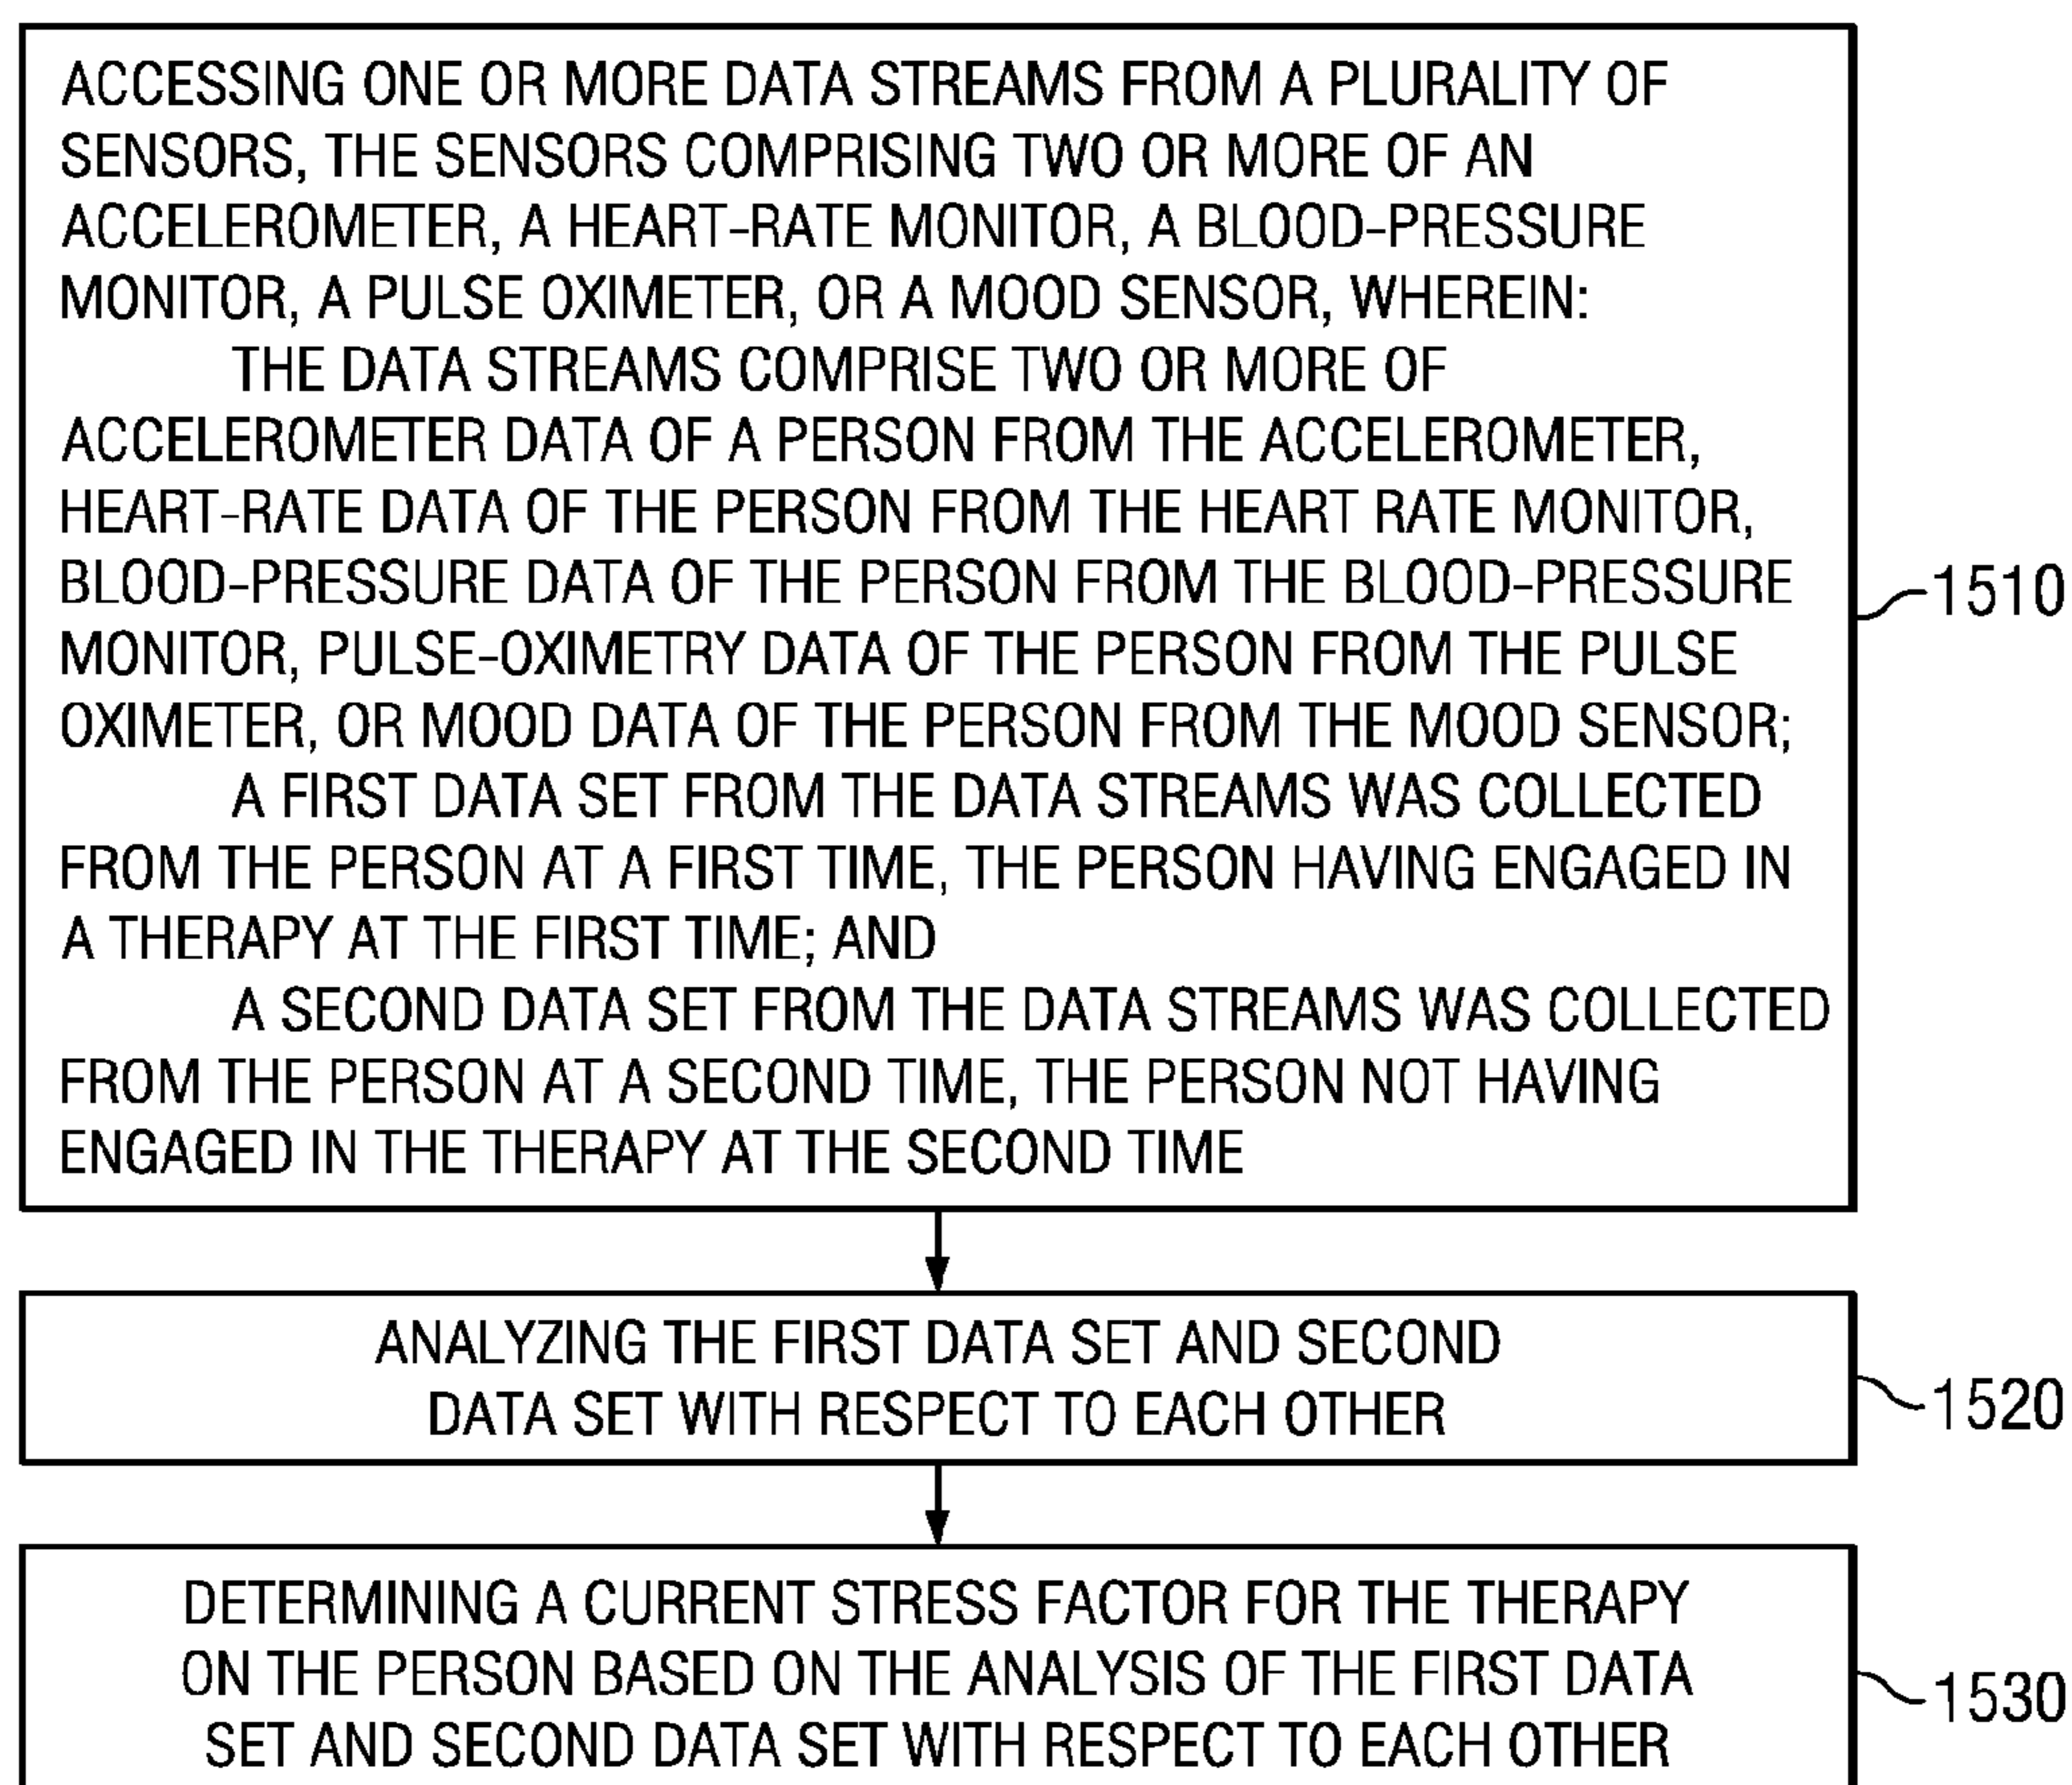 ACCESSING ONE OR MORE DATA STREAMS FROM A PLURALITY OF
SENSORS, THE SENSORS COMPRISING TWO OR MORE OF AN
ACCELEROMETER, A HEART-RATE MONITOR, A BLOOD-PRESSURE
MONITOR, A PULSE OXIMETER, OR A MOOD SENSOR, WHEREIN:
THE DATA STREAMS COMPRISE TWO OR MORE OF
ACCELEROMETER DATA OF A PERSON FROM THE ACCELEROMETER,
HEART-RATE DATA OF THE PERSON FROM THE HEART RATE MONITOR,
BLOOD-PRESSURE DATA OF THE PERSON FROM THE BLOOD-PRESSURE
MONITOR, PULSE-OXIMETRY DATA OF THE PERSON FROM THE PULSE
OXIMETER, OR MOOD DATA OF THE PERSON FROM THE MOOD SENSOR;
A FIRST DATA SET FROM THE DATA STREAMS WAS COLLECTED
FROM THE PERSON AT A FIRST TIME, THE PERSON HAVING ENGAGED IN
A THERAPY AT THE FIRST TIME; AND
A SECOND DATA SET FROM THE DATA STREAMS WAS COLLECTED
FROM THE PERSON AT A SECOND TIME, THE PERSON NOT HAVING
ENGAGED IN THE THERAPY AT THE SECOND TIME
1510
ANALYZING THE FIRST DATA SET AND SECOND
DATA SET WITH RESPECT TO EACH OTHER
1520
DETERMINING A CURRENT STRESS FACTOR FOR THE THERAPY
ON THE PERSON BASED ON THE ANALYSIS OF THE FIRST DATA
SET AND SECOND DATA SET WITH RESPECT TO EACH OTHER
1530